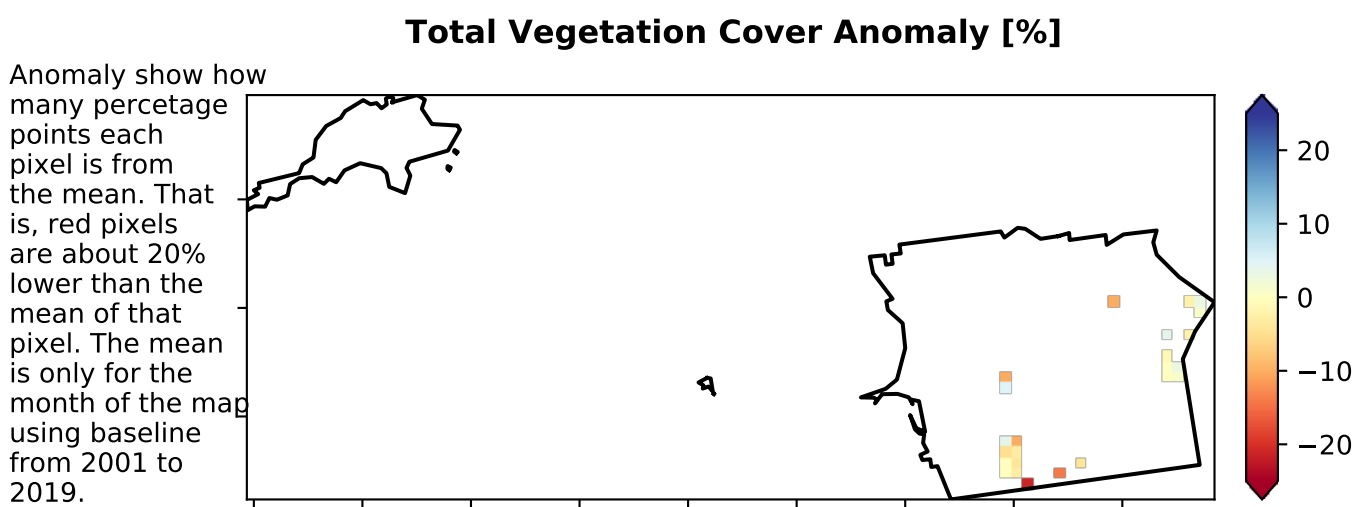 Total Vegetation Cover Anomaly [%]
Anomaly show how
many percetage
points each
pixel is from
the mean. That
is, red pixels
are about 20%
lower than the
mean of that
pixel. The mean
is only for the
month of the map
using baseline
from 2001 to
2019.
20
10
0
−10
−20